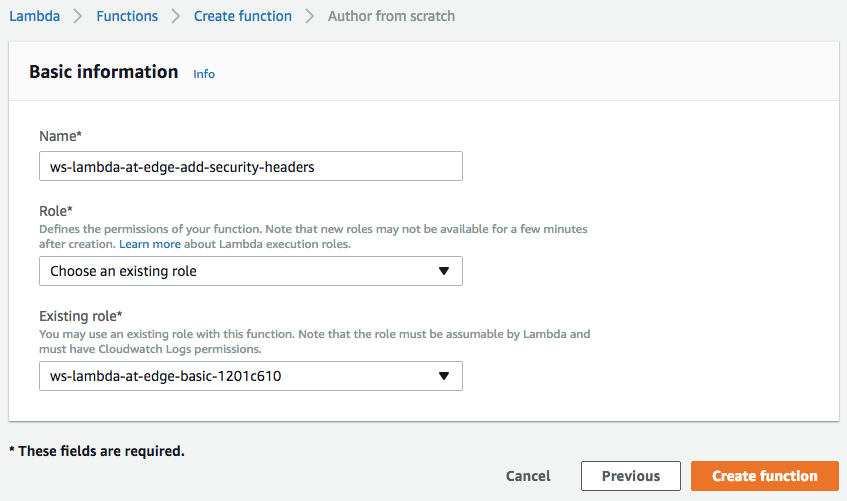 Lambda > Functions > Create function > Author from scratch
Basic information Info
Name*
ws-lambda-at-edge-add-security-headers
Role*
Defines the permissions of your function. Note that new roles may not be available for a few minutes
after creation. Learn more about Lambda execution roles.
Choose an existing role
Existing role*
You may use an existing role with this function. Note that the role must be assumable by Lambda and
must have Cloudwatch Logs permissions.
ws-lambda-at-edge-basic-1201c610
* These fields are required.
Cancel Previous Create function